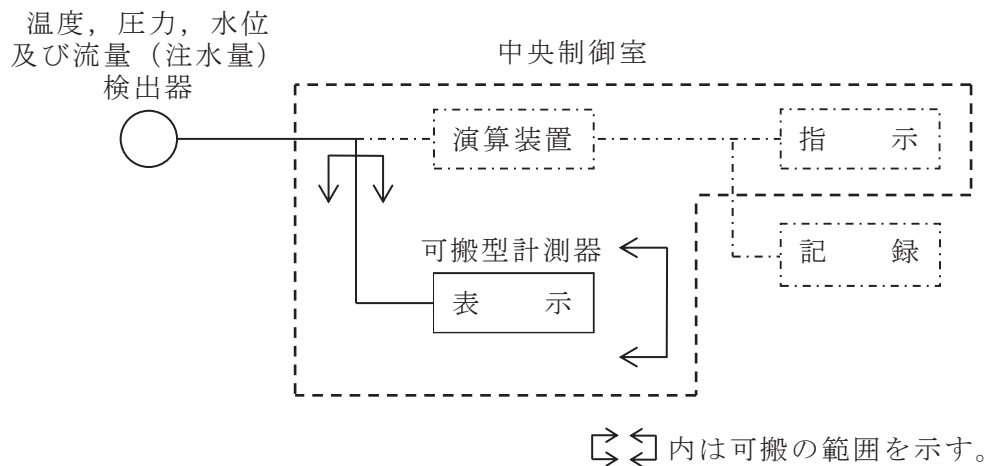 温度，圧力，水位
及び流量（注水量）
検出器
中央制御室
演算装置
指　示
記　録
可搬型計測器
表　示
内は可搬の範囲を示す。